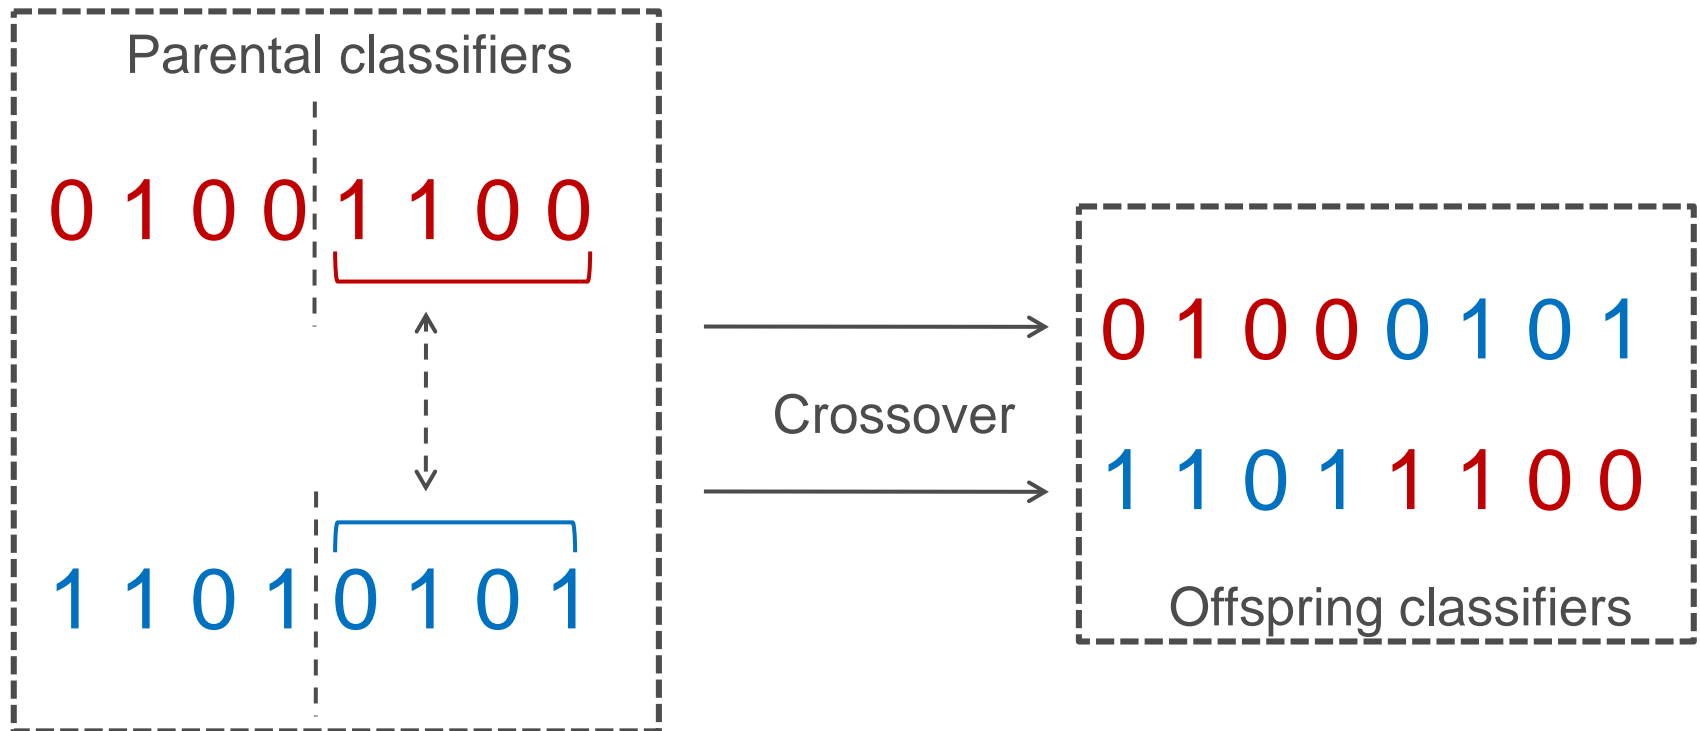 Parental classifiers
0 1 0 0 1 1 0 0
1 1 0 1 0 1 0 1
Crossover
0 1 0 0 0 1 0 1
1 1 0 1 1 1 0 0
Offspring classifiers